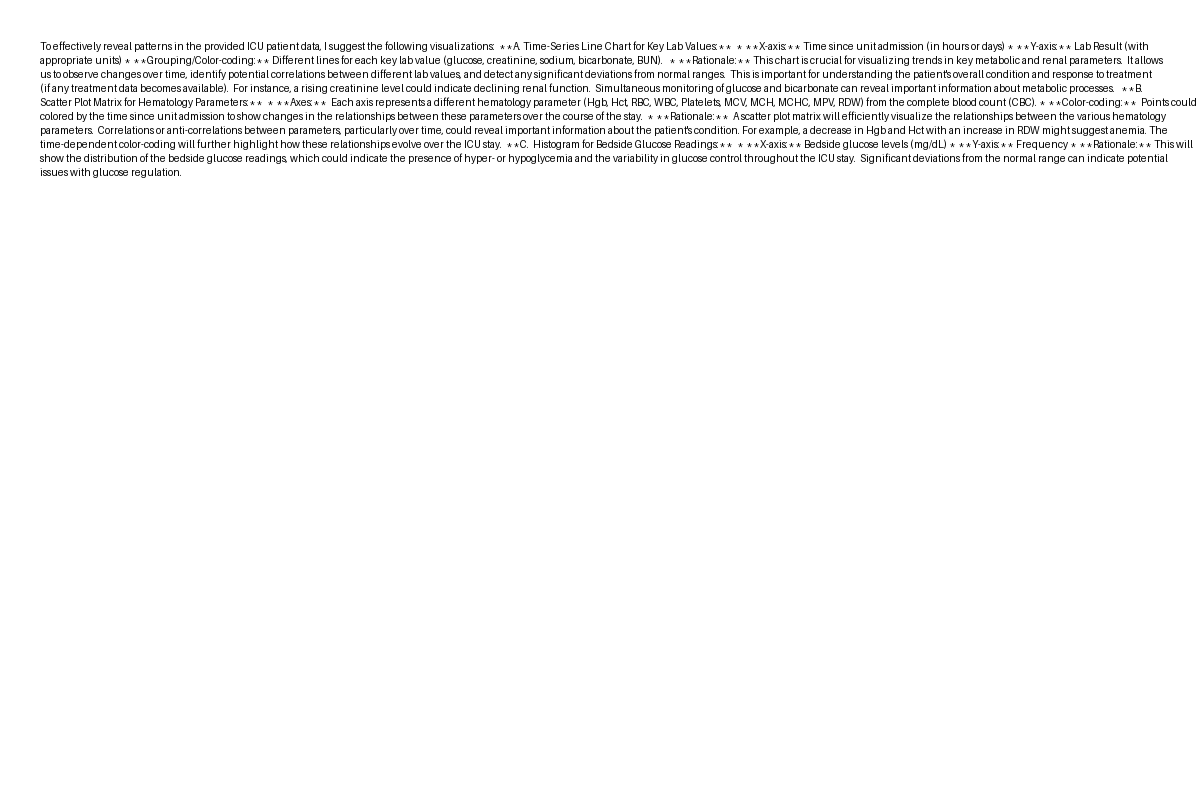 To effectively reveal patterns in the provided ICU patient data, I suggest the following visualizations:  **A. Time-Series Line Chart for Key Lab Values:**  * **X-axis:** Time since unit admission (in hours or days) * **Y-axis:** Lab Result (with
appropriate units) * **Grouping/Color-coding:** Different lines for each key lab value (glucose, creatinine, sodium, bicarbonate, BUN).  * **Rationale:** This chart is crucial for visualizing trends in key metabolic and renal parameters.  It allows
us to observe changes over time, identify potential correlations between different lab values, and detect any significant deviations from normal ranges.  This is important for understanding the patient's overall condition and response to treatment
(if any treatment data becomes available).  For instance, a rising creatinine level could indicate declining renal function.  Simultaneous monitoring of glucose and bicarbonate can reveal important information about metabolic processes.  **B.
Scatter Plot Matrix for Hematology Parameters:**  * **Axes:**  Each axis represents a different hematology parameter (Hgb, Hct, RBC, WBC, Platelets, MCV, MCH, MCHC, MPV, RDW) from the complete blood count (CBC). * **Color-coding:**  Points could
colored by the time since unit admission to show changes in the relationships between these parameters over the course of the stay.  * **Rationale:**  A scatter plot matrix will efficiently visualize the relationships between the various hematology
parameters.  Correlations or anti-correlations between parameters, particularly over time, could reveal important information about the patient's condition. For example, a decrease in Hgb and Hct with an increase in RDW might suggest anemia. The
time-dependent color-coding will further highlight how these relationships evolve over the ICU stay.  **C.  Histogram for Bedside Glucose Readings:**  * **X-axis:** Bedside glucose levels (mg/dL) * **Y-axis:** Frequency * **Rationale:** This will
show the distribution of the bedside glucose readings, which could indicate the presence of hyper- or hypoglycemia and the variability in glucose control throughout the ICU stay.  Significant deviations from the normal range can indicate potential
issues with glucose regulation.